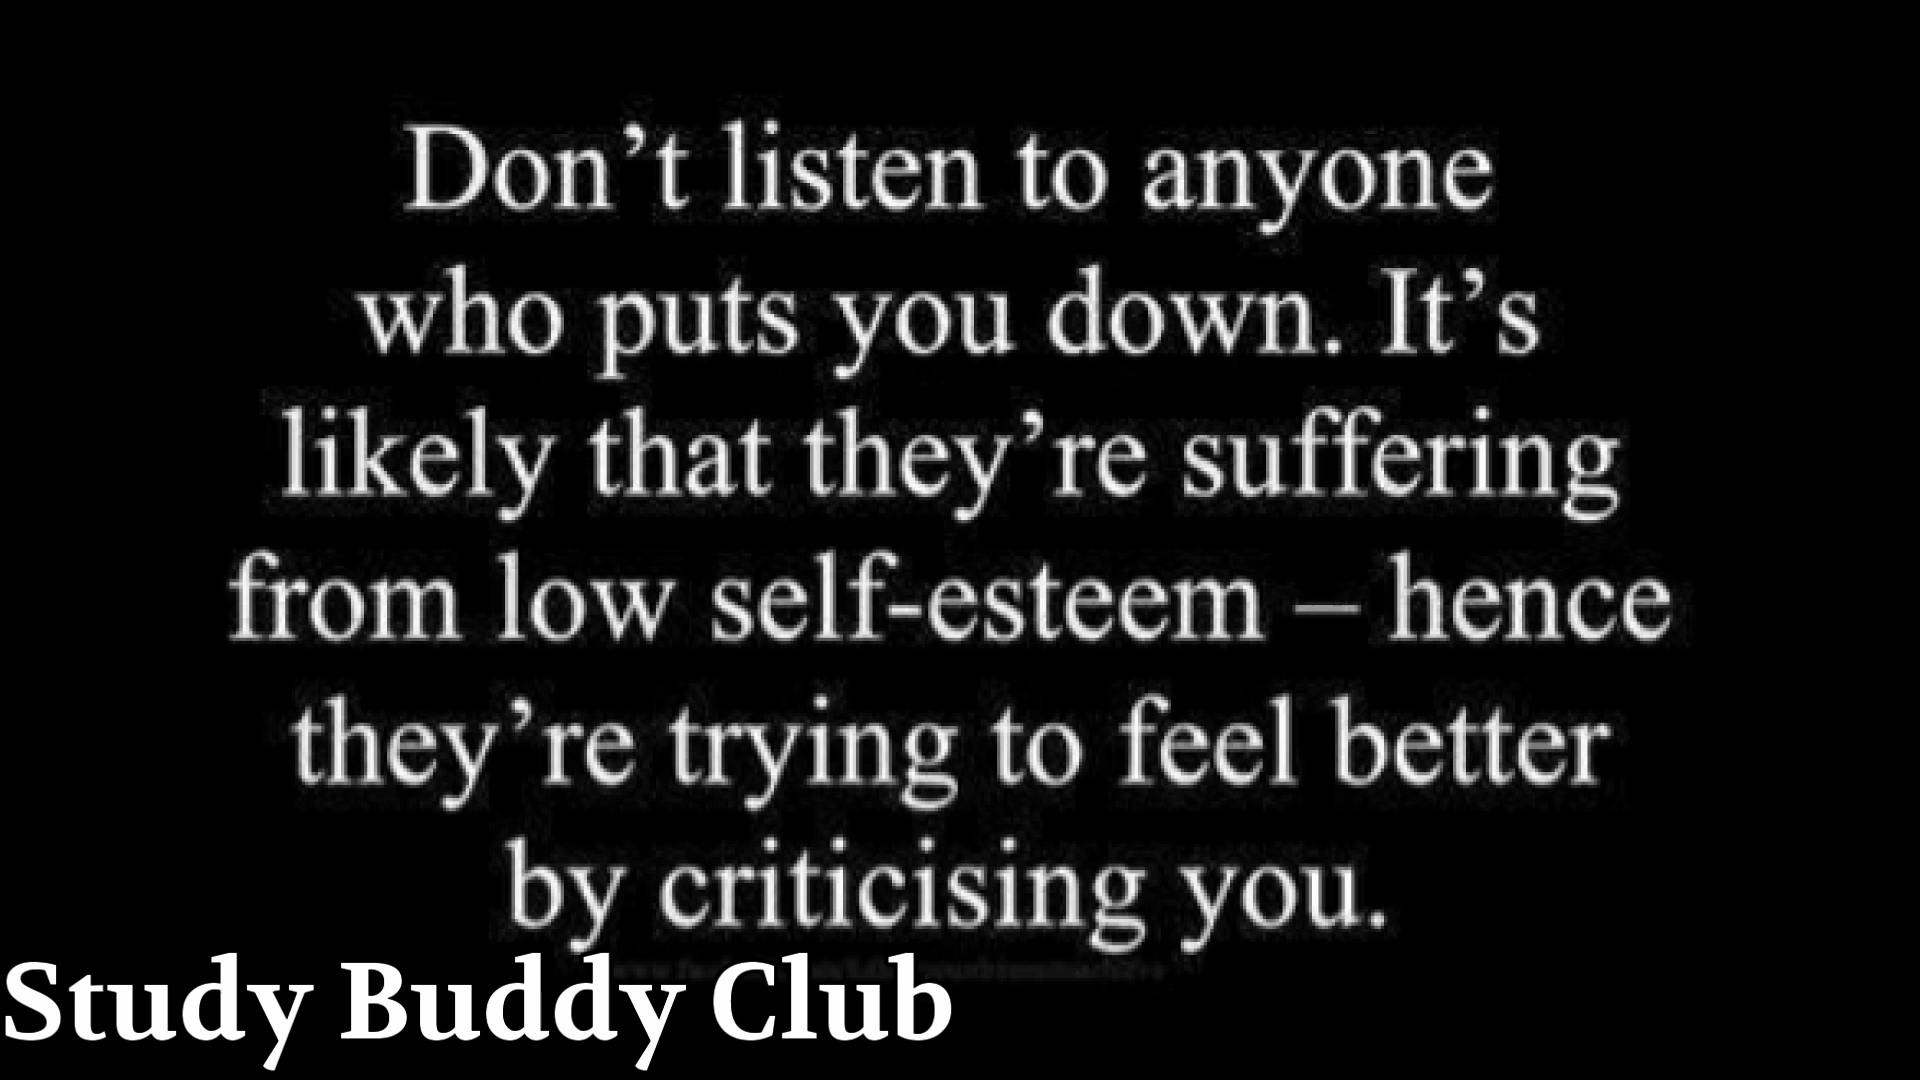 Don’t listen to anyone
who puts you down. It’s
likely that they’re suffering
from low self-esteem – hence
they’re trying to feel better
by criticising you.
Study Buddy Club